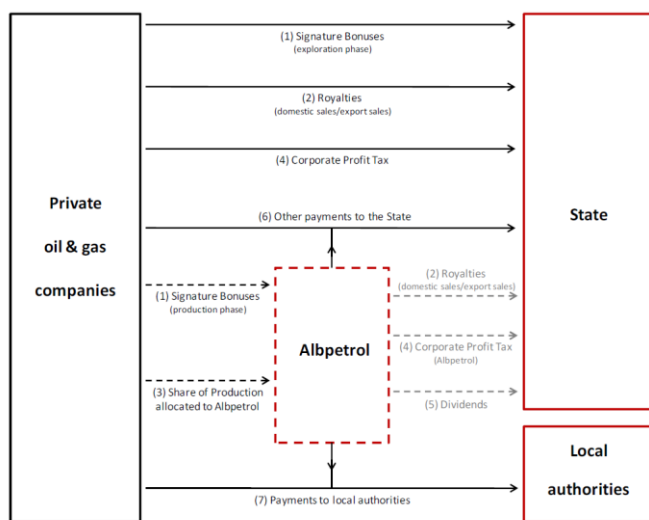 (1) Signature Bonuses
(exploration phase)
(2) Royalties
(domestic sales/export sales)
(4) Corporate Profit Tax
Private
oil & gas
companies
(6) Other payments to the State
State
(1) Signature Bonuses
(production phase)
Albpetrol
(2) Royalties
(domestic sales/export sales)
(4) Corporate Profit Tax
(Albpetrol)
(3) Share of Production
allocated to Albpetrol
(5) Dividends
Local
authorities
(7) Payments to local authorities